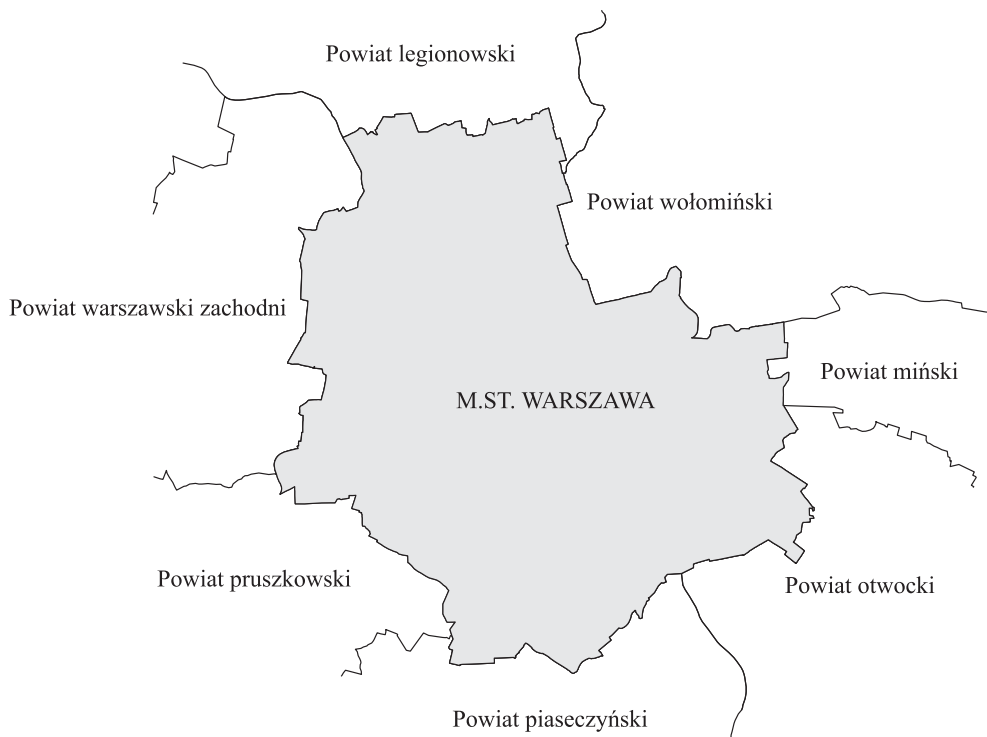 Powiat legionowski
Powiat wołomiński
Powiat warszawski zachodni
Powiat miński
M.ST. WARSZAWA
Powiat pruszkowski
Powiat otwocki
Powiat piaseczyński